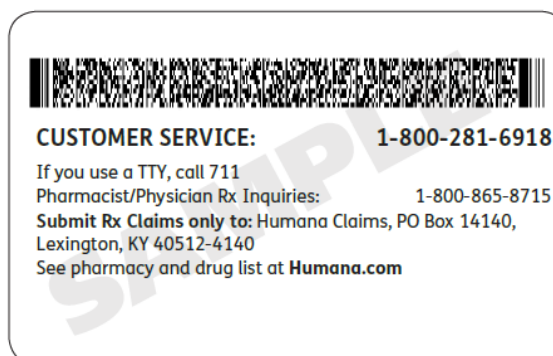 SAMPLE
CUSTOMER SERVICE: 1-800-281-6918
If you use a TTY, call 711
Pharmacist/Physician Rx Inquiries: 1-800-865-8715
Submit Rx Claims only to: Humana Claims, PO Box 14140,
Lexington, KY 40512-4140
See pharmacy and drug list at Humana.com